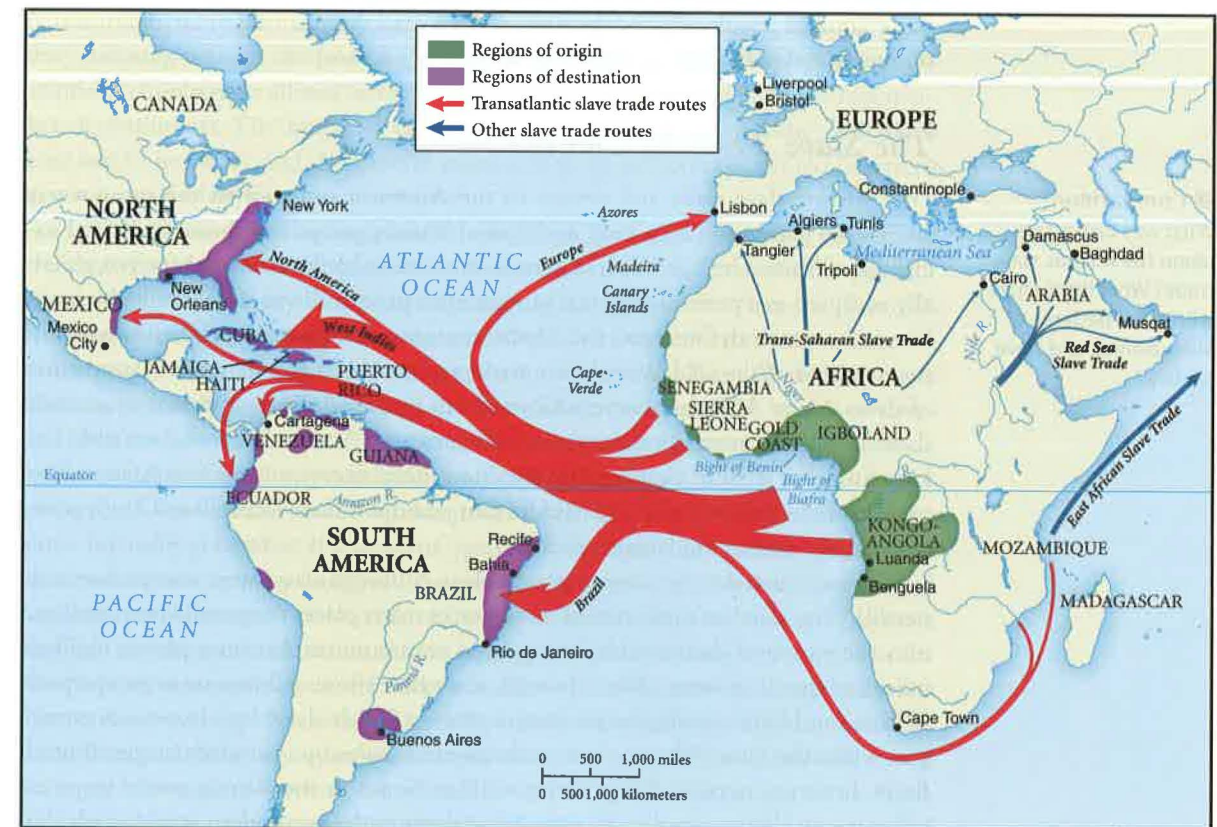 Regions of origin
Regions of destination
Transatlantic slave trade routes
Other slave trade routes
CANADA
NORTH
AMERICA
New York
New
Orleans
MEXICO
Mexico
City
CUBA
JAMAICA
HAITI
PUERTO
RICO
North America
West Indies
ATLANTIC
OCEAN
Europe
Azores
Madeira
Canary
Islands
Cape-
Verde
Liverpool
Bristol
EUROPE
Lisbon
Constantinople
Algiers
Tunis
Tangier
Tripoli
Mediterranean Sea
Damascus
Baghdad
Cairo
ARABIA
Musqat
Nile R.
Red Sea
Slave Trade
Trans-Saharan Slave Trade
AFRICA
Niger
SENEGAMBIA
SIERRA
LEONE
GOLD
COAST
IGBOLAND
Bight of Benin
Bight of
Biafra
Cartagena
VENEZUELA
GUIANA
Equator
ECUADOR
Amazon R.
SOUTH
AMERICA
Recife
Bahia
BRAZIL
Brazil
Rio de Janeiro
Paraná R.
Buenos Aires
PACIFIC
OCEAN
KONGO-
ANGOLA
Luanda
Benguela
MOZAMBIQUE
MADAGASCAR
East African Slave Trade
Cape Town
0 500 1,000 miles
0 500 1,000 kilometers